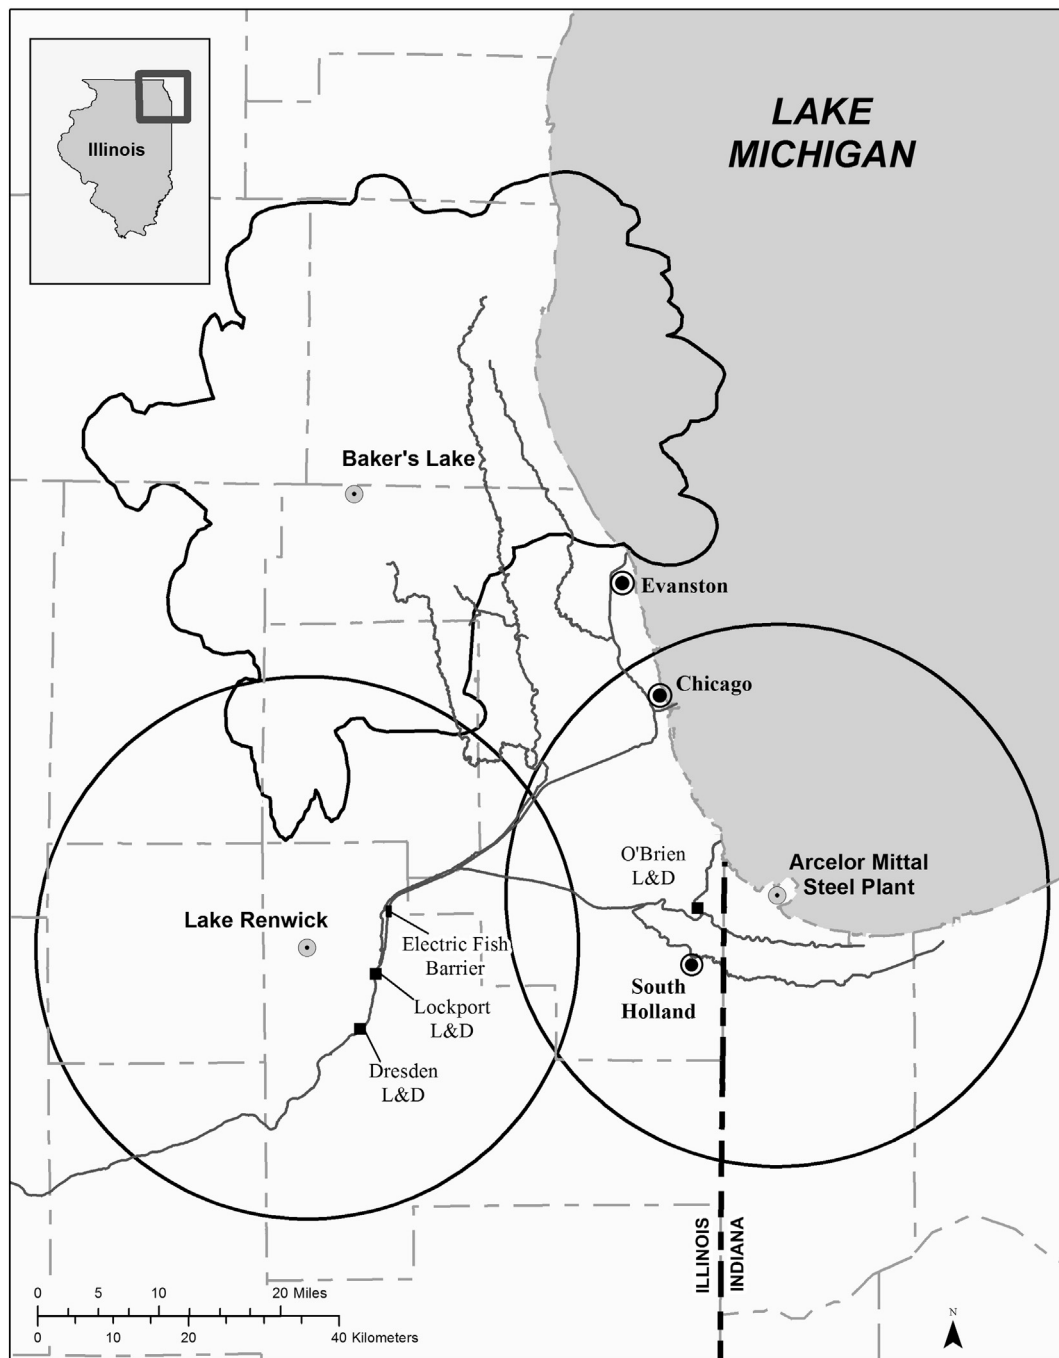 LAKE
MICHIGAN
Illinois
Baker's Lake
Evanston
Chicago
O'Brien
L&D
Arcelor Mittal
Steel Plant
Lake Renwick
Electric Fish
Barrier
South
Holland
Lockport
L&D
Dresden
L&D
ILLINOIS
INDIANA
0 5 10 20 Miles
0 10 20 40 Kilometers
N